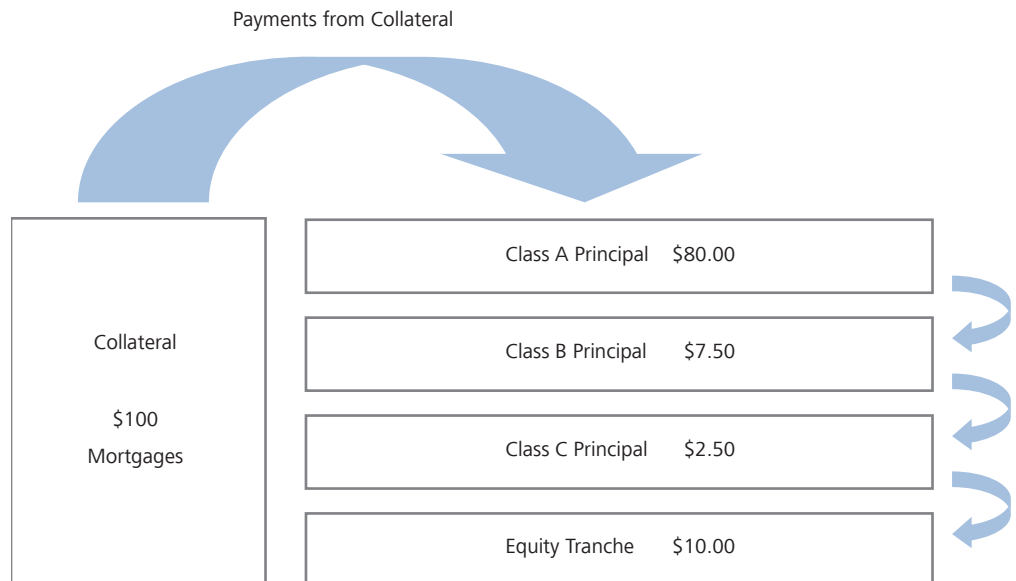 Payments from Collateral
Collateral
$100
Mortgages
Class A Principal $80.00
Class B Principal $7.50
Class C Principal $2.50
Equity Tranche $10.00